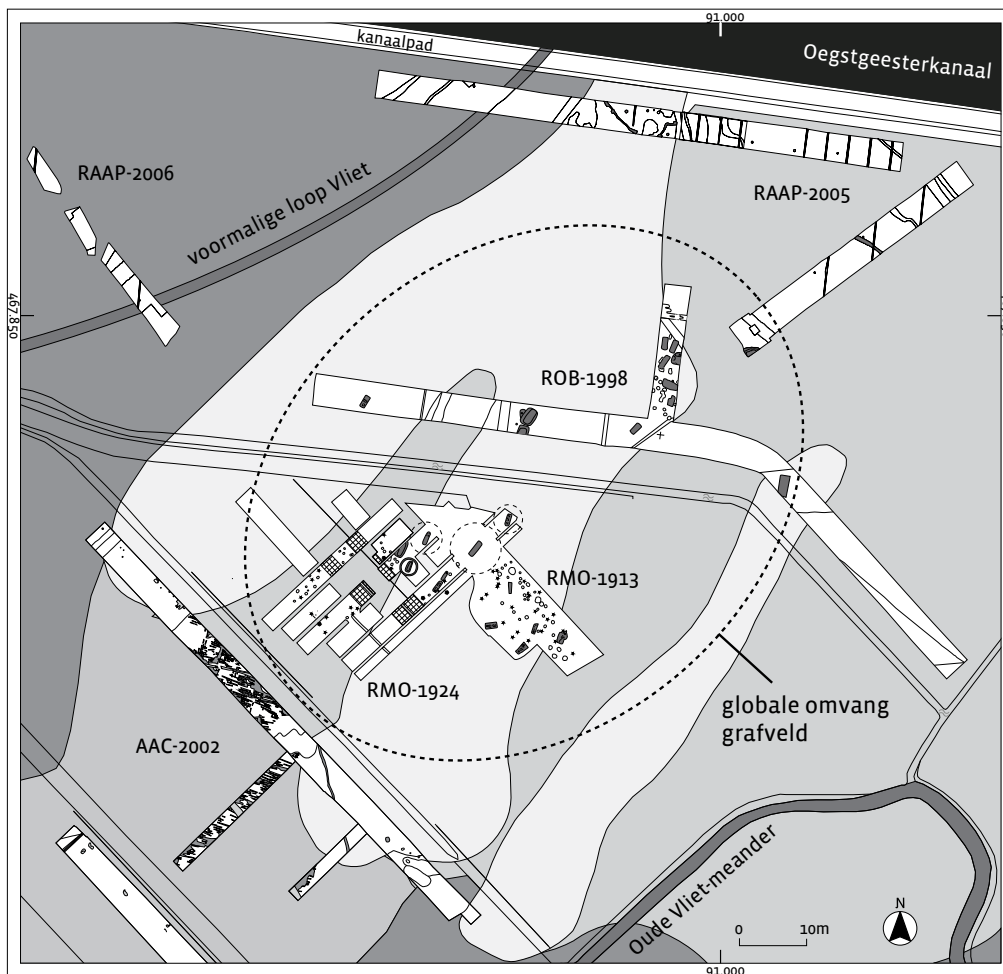 91.000
kanaalpad
Oegstgeesterkanaal
RAAP-2006
voormalige loop Vliet
RAAP-2005
467.850
ROB-1998
RMO-1913
RMO-1924
globale omvang
grafveld
AAC-2002
Oude Vliet-meander
N
0 10m
91.000